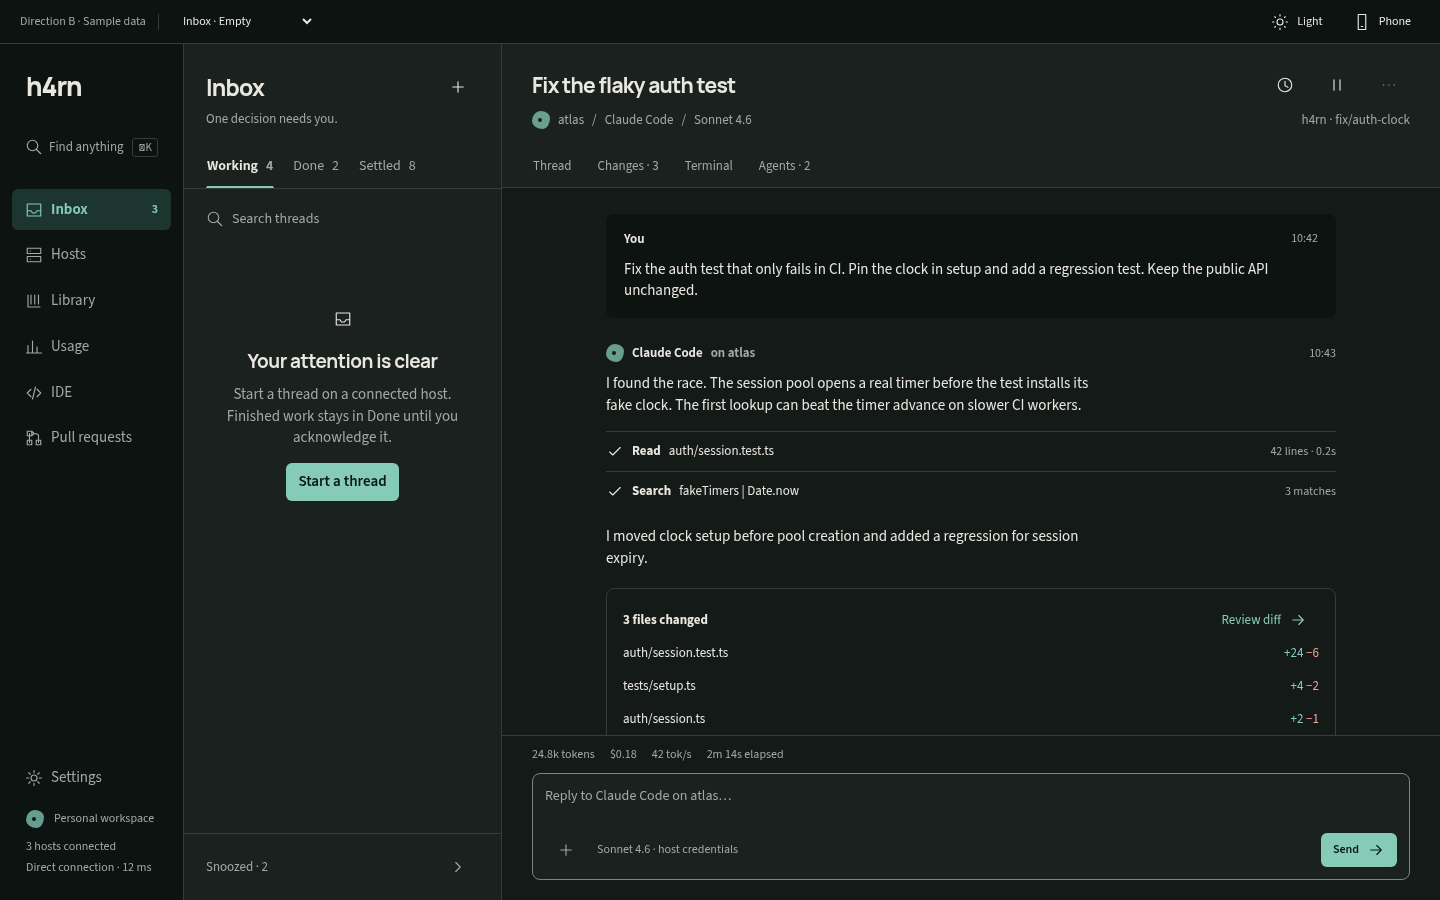 Direction B · Sample data
Inbox · Empty
Light
Phone
h4rn
Find anything
K
Inbox 3
Hosts
Library
Usage
IDE
Pull requests
Settings
Personal workspace
3 hosts connected
Direct connection · 12 ms
Inbox
One decision needs you.
Working 4 Done 2 Settled 8
Search threads
Your attention is clear
Start a thread on a connected host.
Finished work stays in Done until you
acknowledge it.
Start a thread
Snoozed · 2
Fix the flaky auth test
atlas / Claude Code / Sonnet 4.6
h4rn · fix/auth-clock
Thread Changes · 3 Terminal Agents · 2
You 10:42
Fix the auth test that only fails in CI. Pin the clock in setup and add a regression test. Keep the public API
unchanged.
Claude Code on atlas 10:43
I found the race. The session pool opens a real timer before the test installs its
fake clock. The first lookup can beat the timer advance on slower CI workers.
Read auth/session.test.ts 42 lines · 0.2s
Search fakeTimers | Date.now 3 matches
I moved clock setup before pool creation and added a regression for session
expiry.
3 files changed Review diff
auth/session.test.ts +24 −6
tests/setup.ts +4 −2
auth/session.ts +2 −1
24.8k tokens $0.18 42 tok/s 2m 14s elapsed
Reply to Claude Code on atlas…
Sonnet 4.6 · host credentials
Send